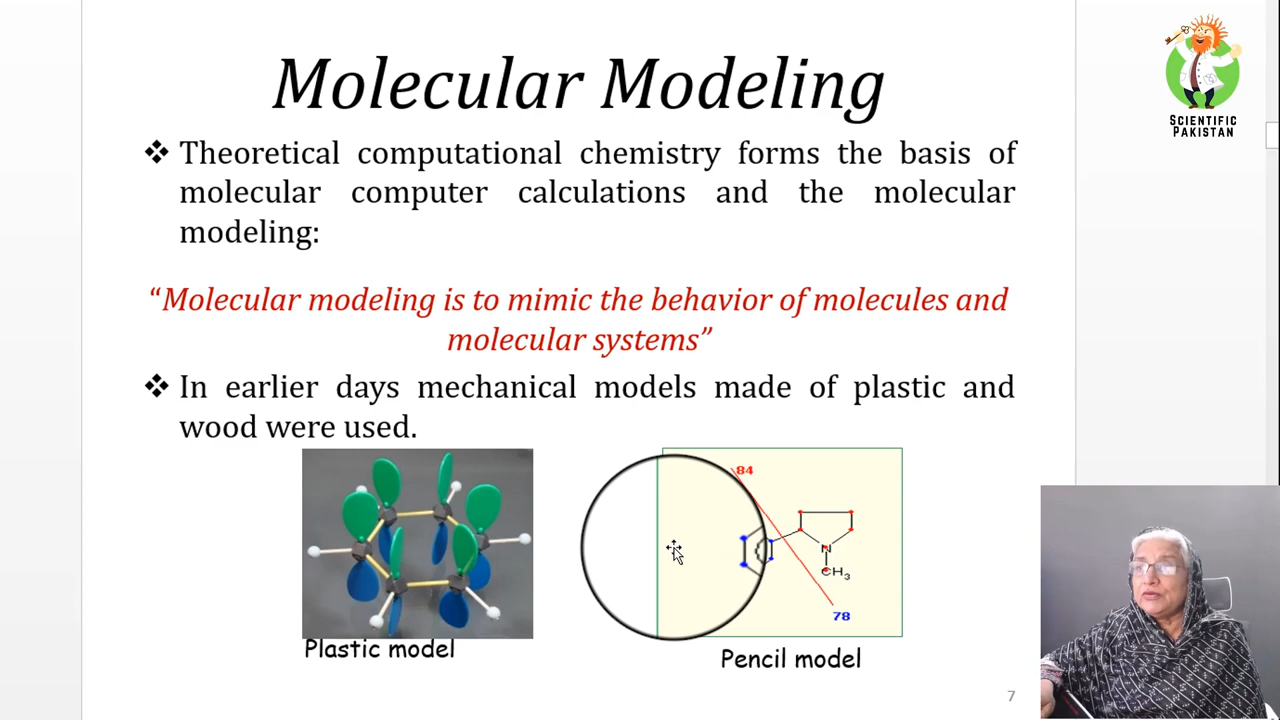 Molecular Modeling
SCIENTIFIC
PAKISTAN
❖ Theoretical computational chemistry forms the basis of
molecular computer calculations and the molecular
modeling:
“Molecular modeling is to mimic the behavior of molecules and
molecular systems”
❖ In earlier days mechanical models made of plastic and
wood were used.
84
N
CH3
78
Plastic model
Pencil model
7